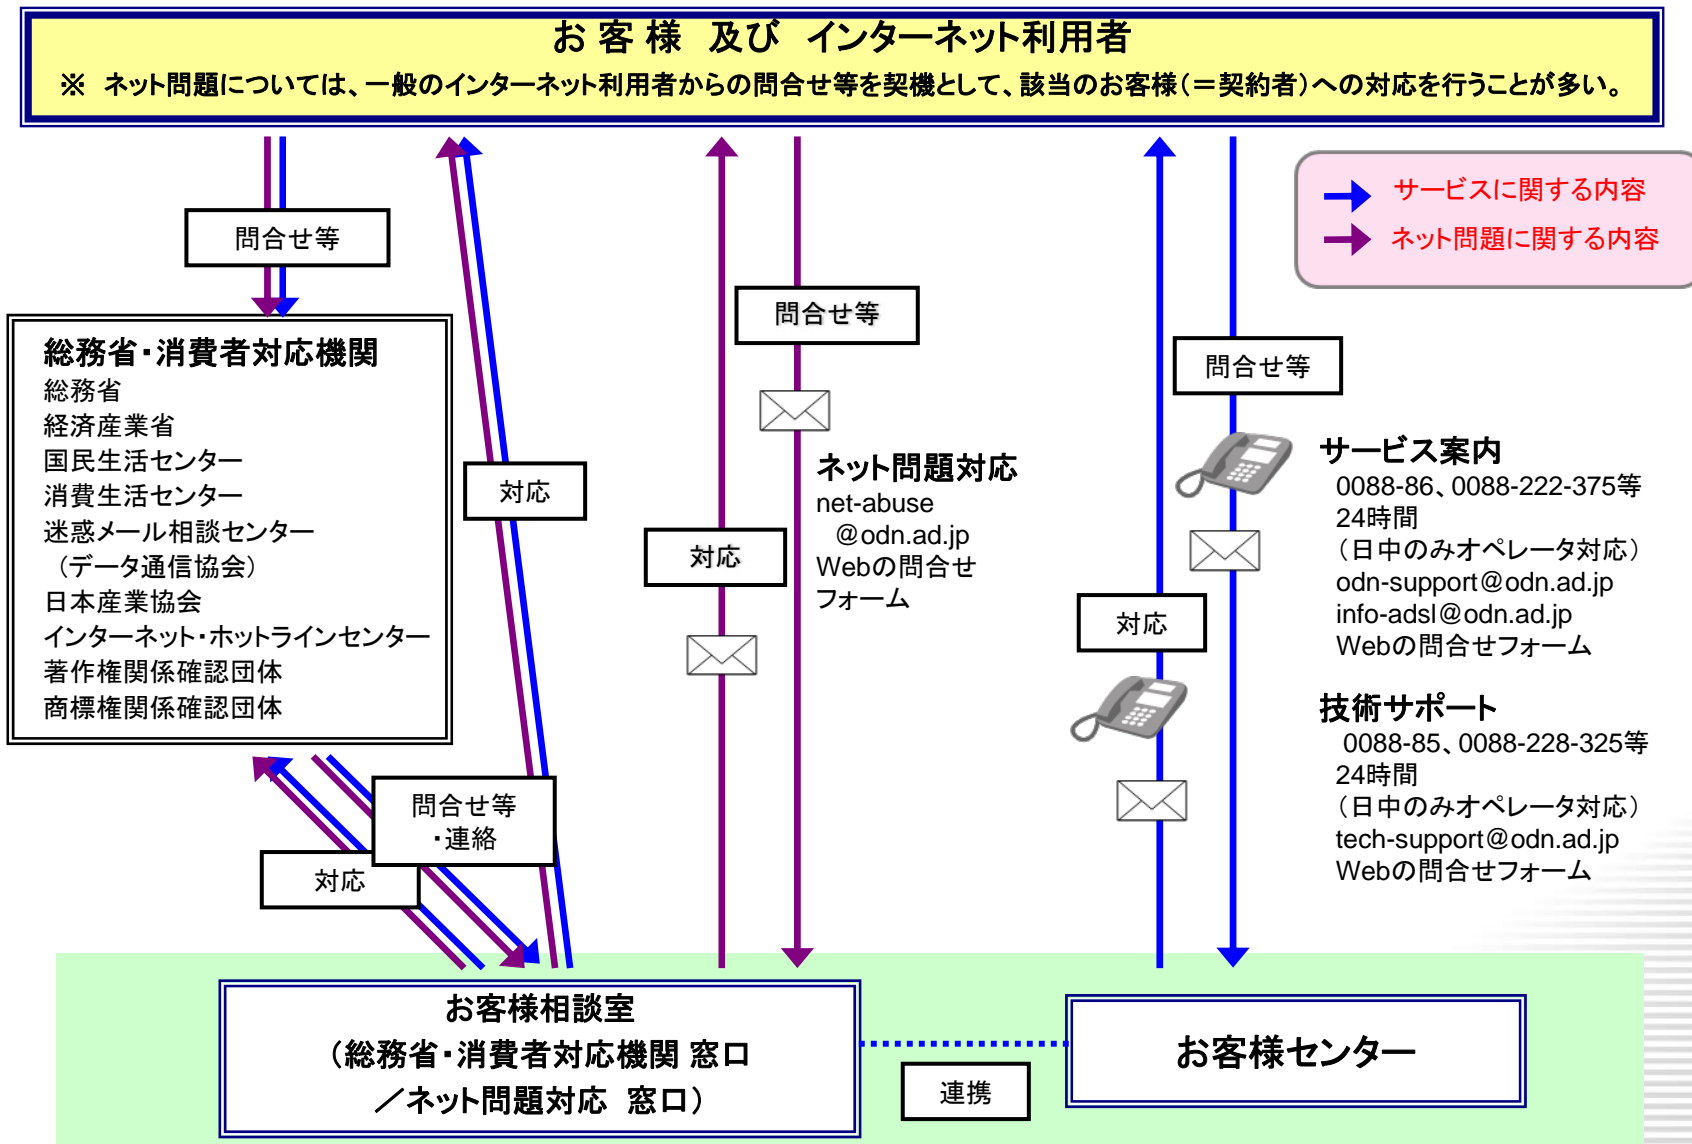 お客様 及び インターネット利用者
※ ネット問題については、一般のインターネット利用者からの問合せ等を契機として、該当のお客様(=契約者)への対応を行うことが多い。
サービスに関する内容
ネット問題に関する内容
問合せ等
総務省・消費者対応機関
総務省
経済産業省
国民生活センター
消費生活センター
迷惑メール相談センター
(データ通信協会)
日本産業協会
インターネット・ホットラインセンター
著作権関係確認団体
商標権関係確認団体
対応
問合せ等
・連絡
対応
問合せ等
ネット問題対応
net-abuse
@odn.ad.jp
Webの問合せ
フォーム
対応
問合せ等
対応
サービス案内
0088-86、0088-222-375等
24時間
(日中のみオペレータ対応)
odn-support@odn.ad.jp
info-adsl@odn.ad.jp
Webの問合せフォーム
技術サポート
0088-85、0088-228-325等
24時間
(日中のみオペレータ対応)
tech-support@odn.ad.jp
Webの問合せフォーム
お客様相談室
(総務省・消費者対応機関 窓口
/ネット問題対応 窓口)
連携
お客様センター